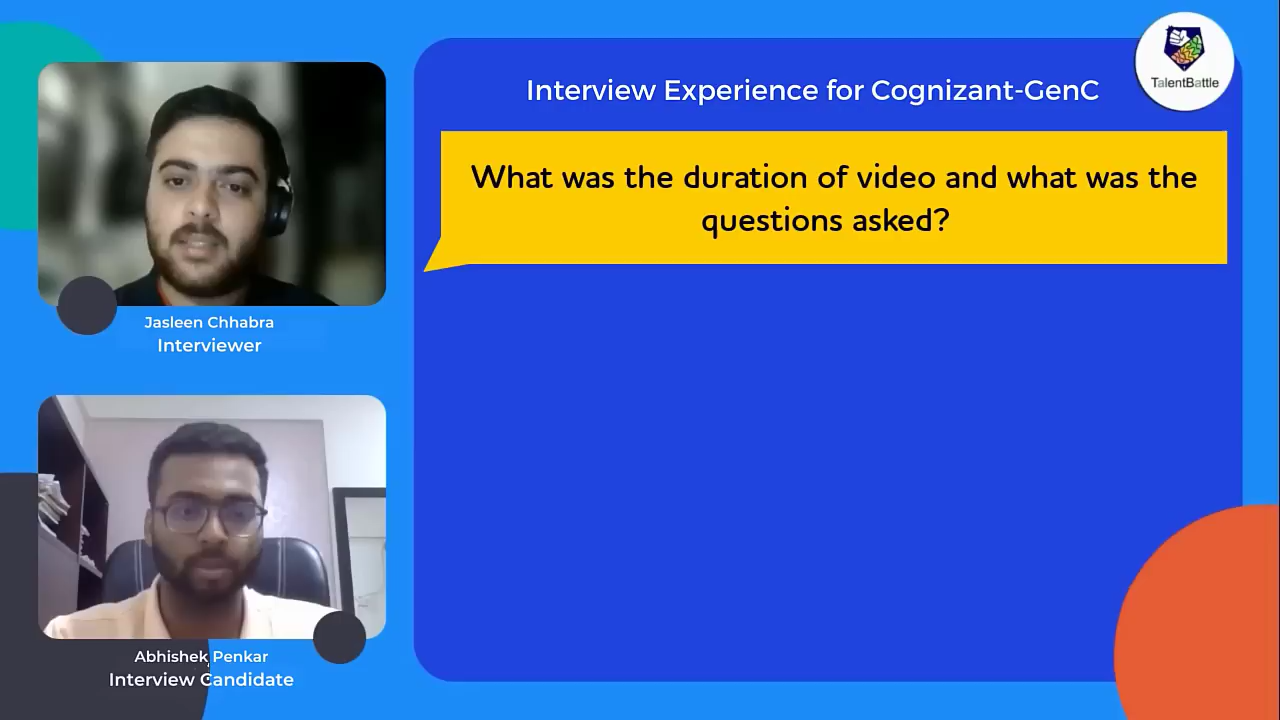 Interview Experience for Cognizant-GenC
TalentBattle
What was the duration of video and what was the
questions asked?
Jasleen Chhabra
Interviewer
Abhishek Penkar
Interview Candidate